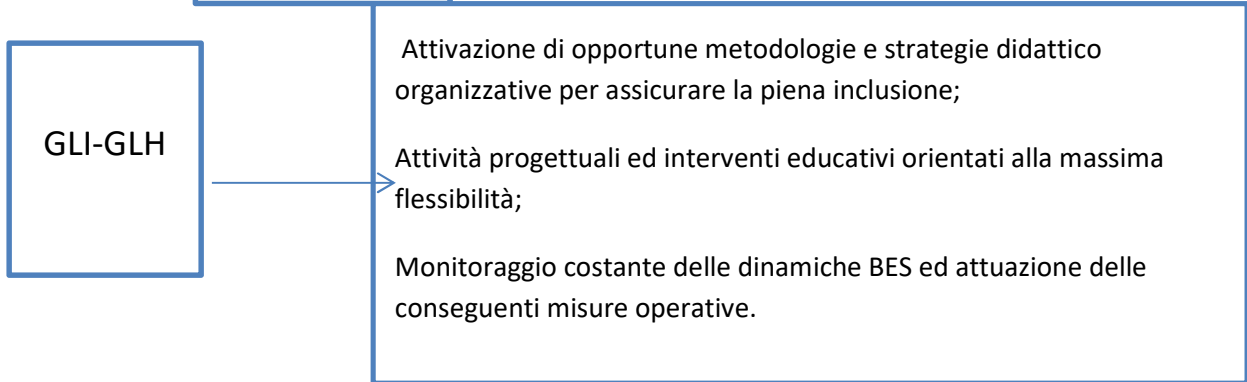 GLI-GLH
Attivazione di opportune metodologie e strategie didattico
organizzative per assicurare la piena inclusione;
Attività progettuali ed interventi educativi orientati alla massima
flessibilità;
Monitoraggio costante delle dinamiche BES ed attuazione delle
conseguenti misure operative.